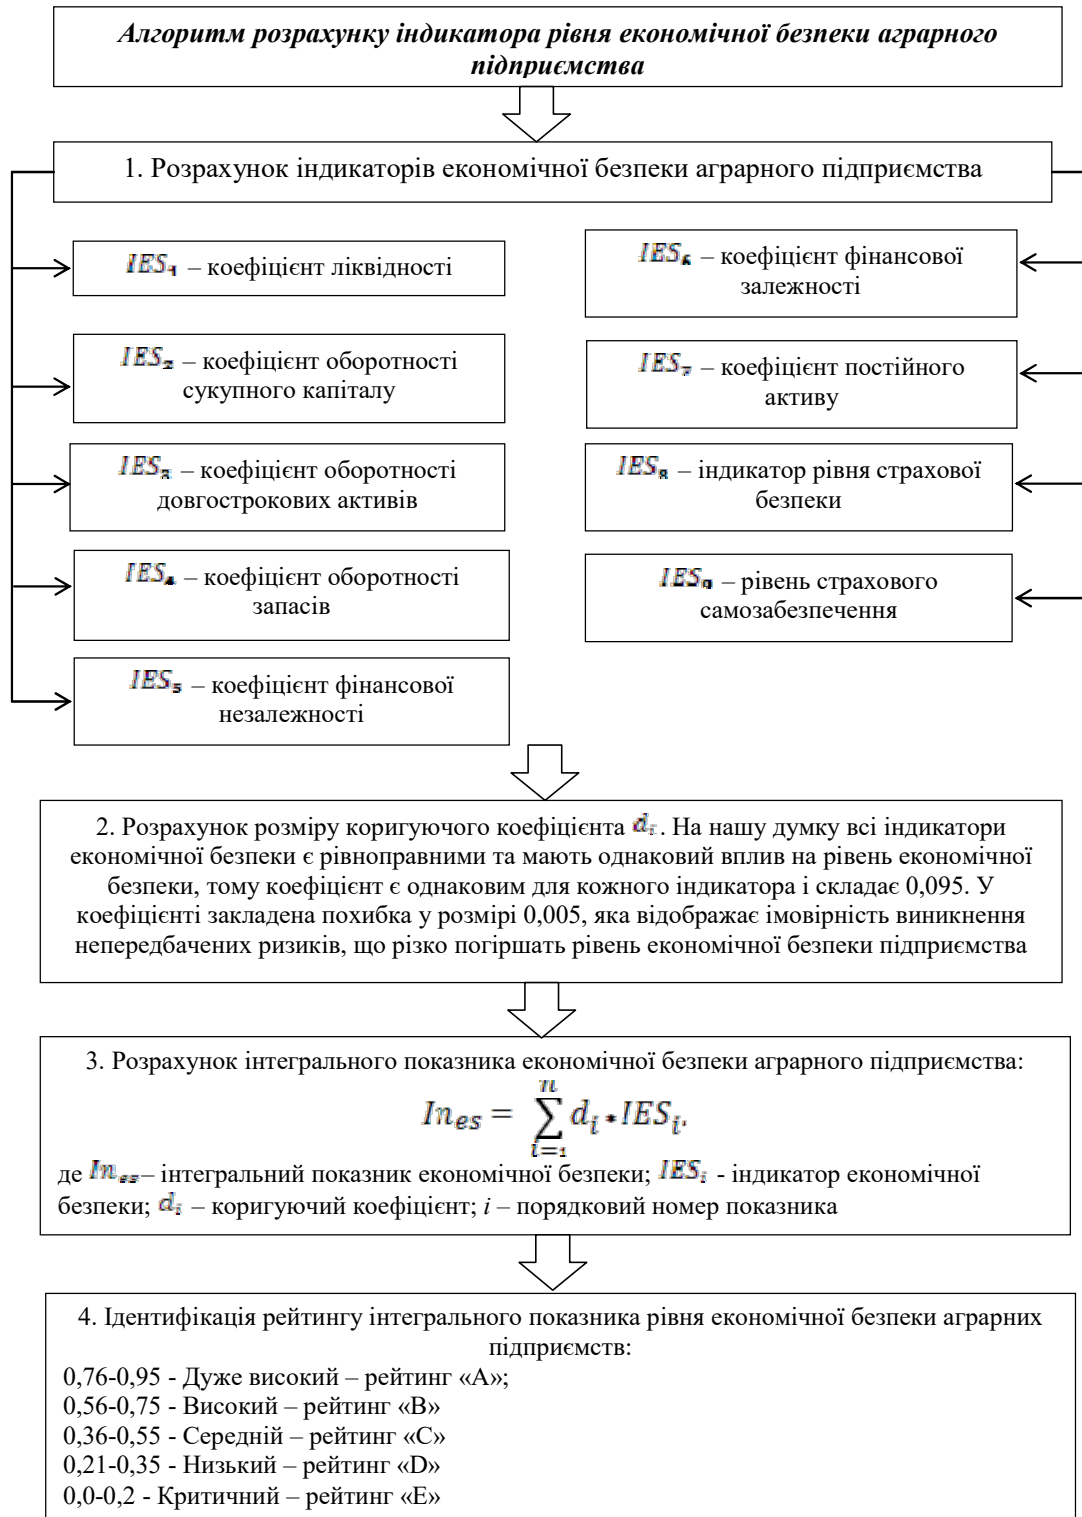 Алгоритм розрахунку індикатора рівня економічної безпеки аграрного
підприємства
1. Розрахунок індикаторів економічної безпеки аграрного підприємства
IES₁ – коефіцієнт ліквідності
IES₂ – коефіцієнт оборотності
сукупного капіталу
IES₃ – коефіцієнт оборотності
довгострокових активів
IES₄ – коефіцієнт оборотності
запасів
IES₅ – коефіцієнт фінансової
незалежності
IES₆ – коефіцієнт фінансової
залежності
IES₇ – коефіцієнт постійного
активу
IES₈ – індикатор рівня страхової
безпеки
IES₉ – рівень страхового
самозабезпечення
2. Розрахунок розміру коригуючого коефіцієнта dᵢ. На нашу думку всі індикатори
економічної безпеки є рівноправними та мають однаковий вплив на рівень економічної
безпеки, тому коефіцієнт є однаковим для кожного індикатора і складає 0,095. У
коефіцієнті закладена похибка у розмірі 0,005, яка відображає імовірність виникнення
непередбачених ризиків, що різко погіршать рівень економічної безпеки підприємства
3. Розрахунок інтегрального показника економічної безпеки аграрного підприємства:
In_es = ∑_{i=1}^{n} dᵢ * IESᵢ,
де In_es– інтегральний показник економічної безпеки; IESᵢ - індикатор економічної
безпеки; dᵢ – коригуючий коефіцієнт; i – порядковий номер показника
4. Ідентифікація рейтингу інтегрального показника рівня економічної безпеки аграрних
підприємств:
0,76-0,95 - Дуже високий – рейтинг «А»;
0,56-0,75 - Високий – рейтинг «В»
0,36-0,55 - Середній – рейтинг «С»
0,21-0,35 - Низький – рейтинг «D»
0,0-0,2 - Критичний – рейтинг «Е»